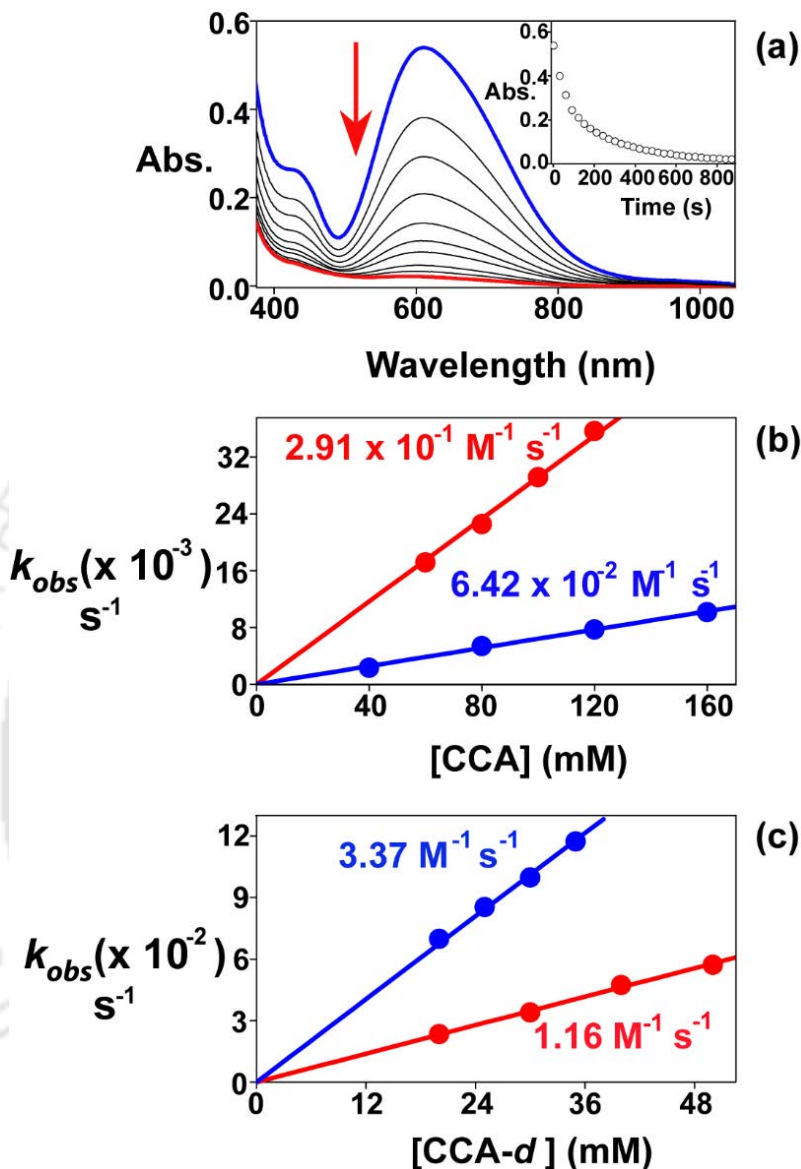 (a)
0.6
0.4
0.2
0.0
Abs.
400 600 800 1000
Wavelength (nm)
0.6
0.4
0.2
0.0
Abs.
200 400 600 800
0
Time (s)
(b)
32
24
16
8
0
k_obs(x 10⁻³)
s⁻¹
2.91 x 10⁻¹ M⁻¹ s⁻¹
6.42 x 10⁻² M⁻¹ s⁻¹
0 40 80 120 160
[CCA] (mM)
(c)
12
9
6
3
0
k_obs(x 10⁻²)
s⁻¹
3.37 M⁻¹ s⁻¹
1.16 M⁻¹ s⁻¹
0 12 24 36 48
[CCA-d ] (mM)